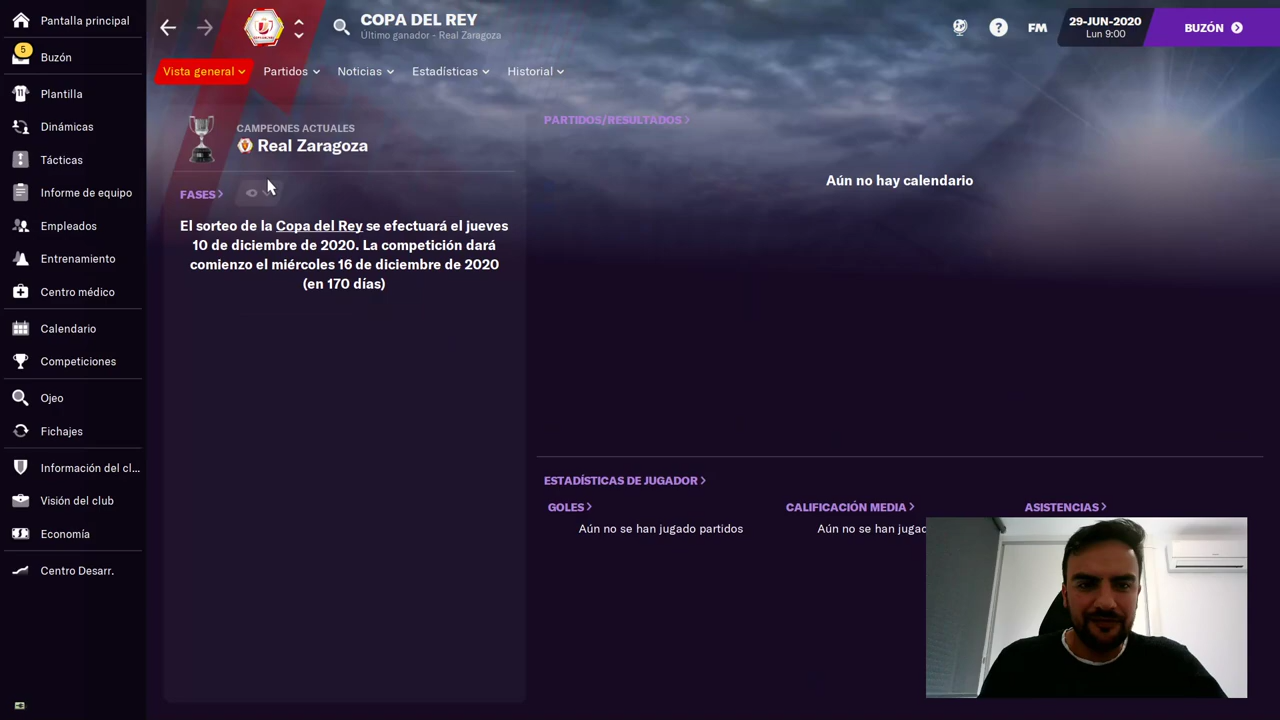 Pantalla principal
5
Buzón
Plantilla
Dinámicas
Tácticas
Informe de equipo
Empleados
Entrenamiento
Centro médico
Calendario
Competiciones
Ojeo
Fichajes
Información del cl...
Visión del club
Economía
Centro Desarr.
COPA DEL REY
Último ganador - Real Zaragoza
?
FM
29-JUN-2020
Lun 9:00
BUZÓN
Vista general
Partidos
Noticias
Estadísticas
Historial
CAMPEONES ACTUALES
Real Zaragoza
FASES
El sorteo de la Copa del Rey se efectuará el jueves
10 de diciembre de 2020. La competición dará
comienzo el miércoles 16 de diciembre de 2020
(en 170 días)
PARTIDOS/RESULTADOS
Aún no hay calendario
ESTADÍSTICAS DE JUGADOR
GOLES
Aún no se han jugado partidos
CALIFICACIÓN MEDIA
Aún no se han jugac
ASISTENCIAS